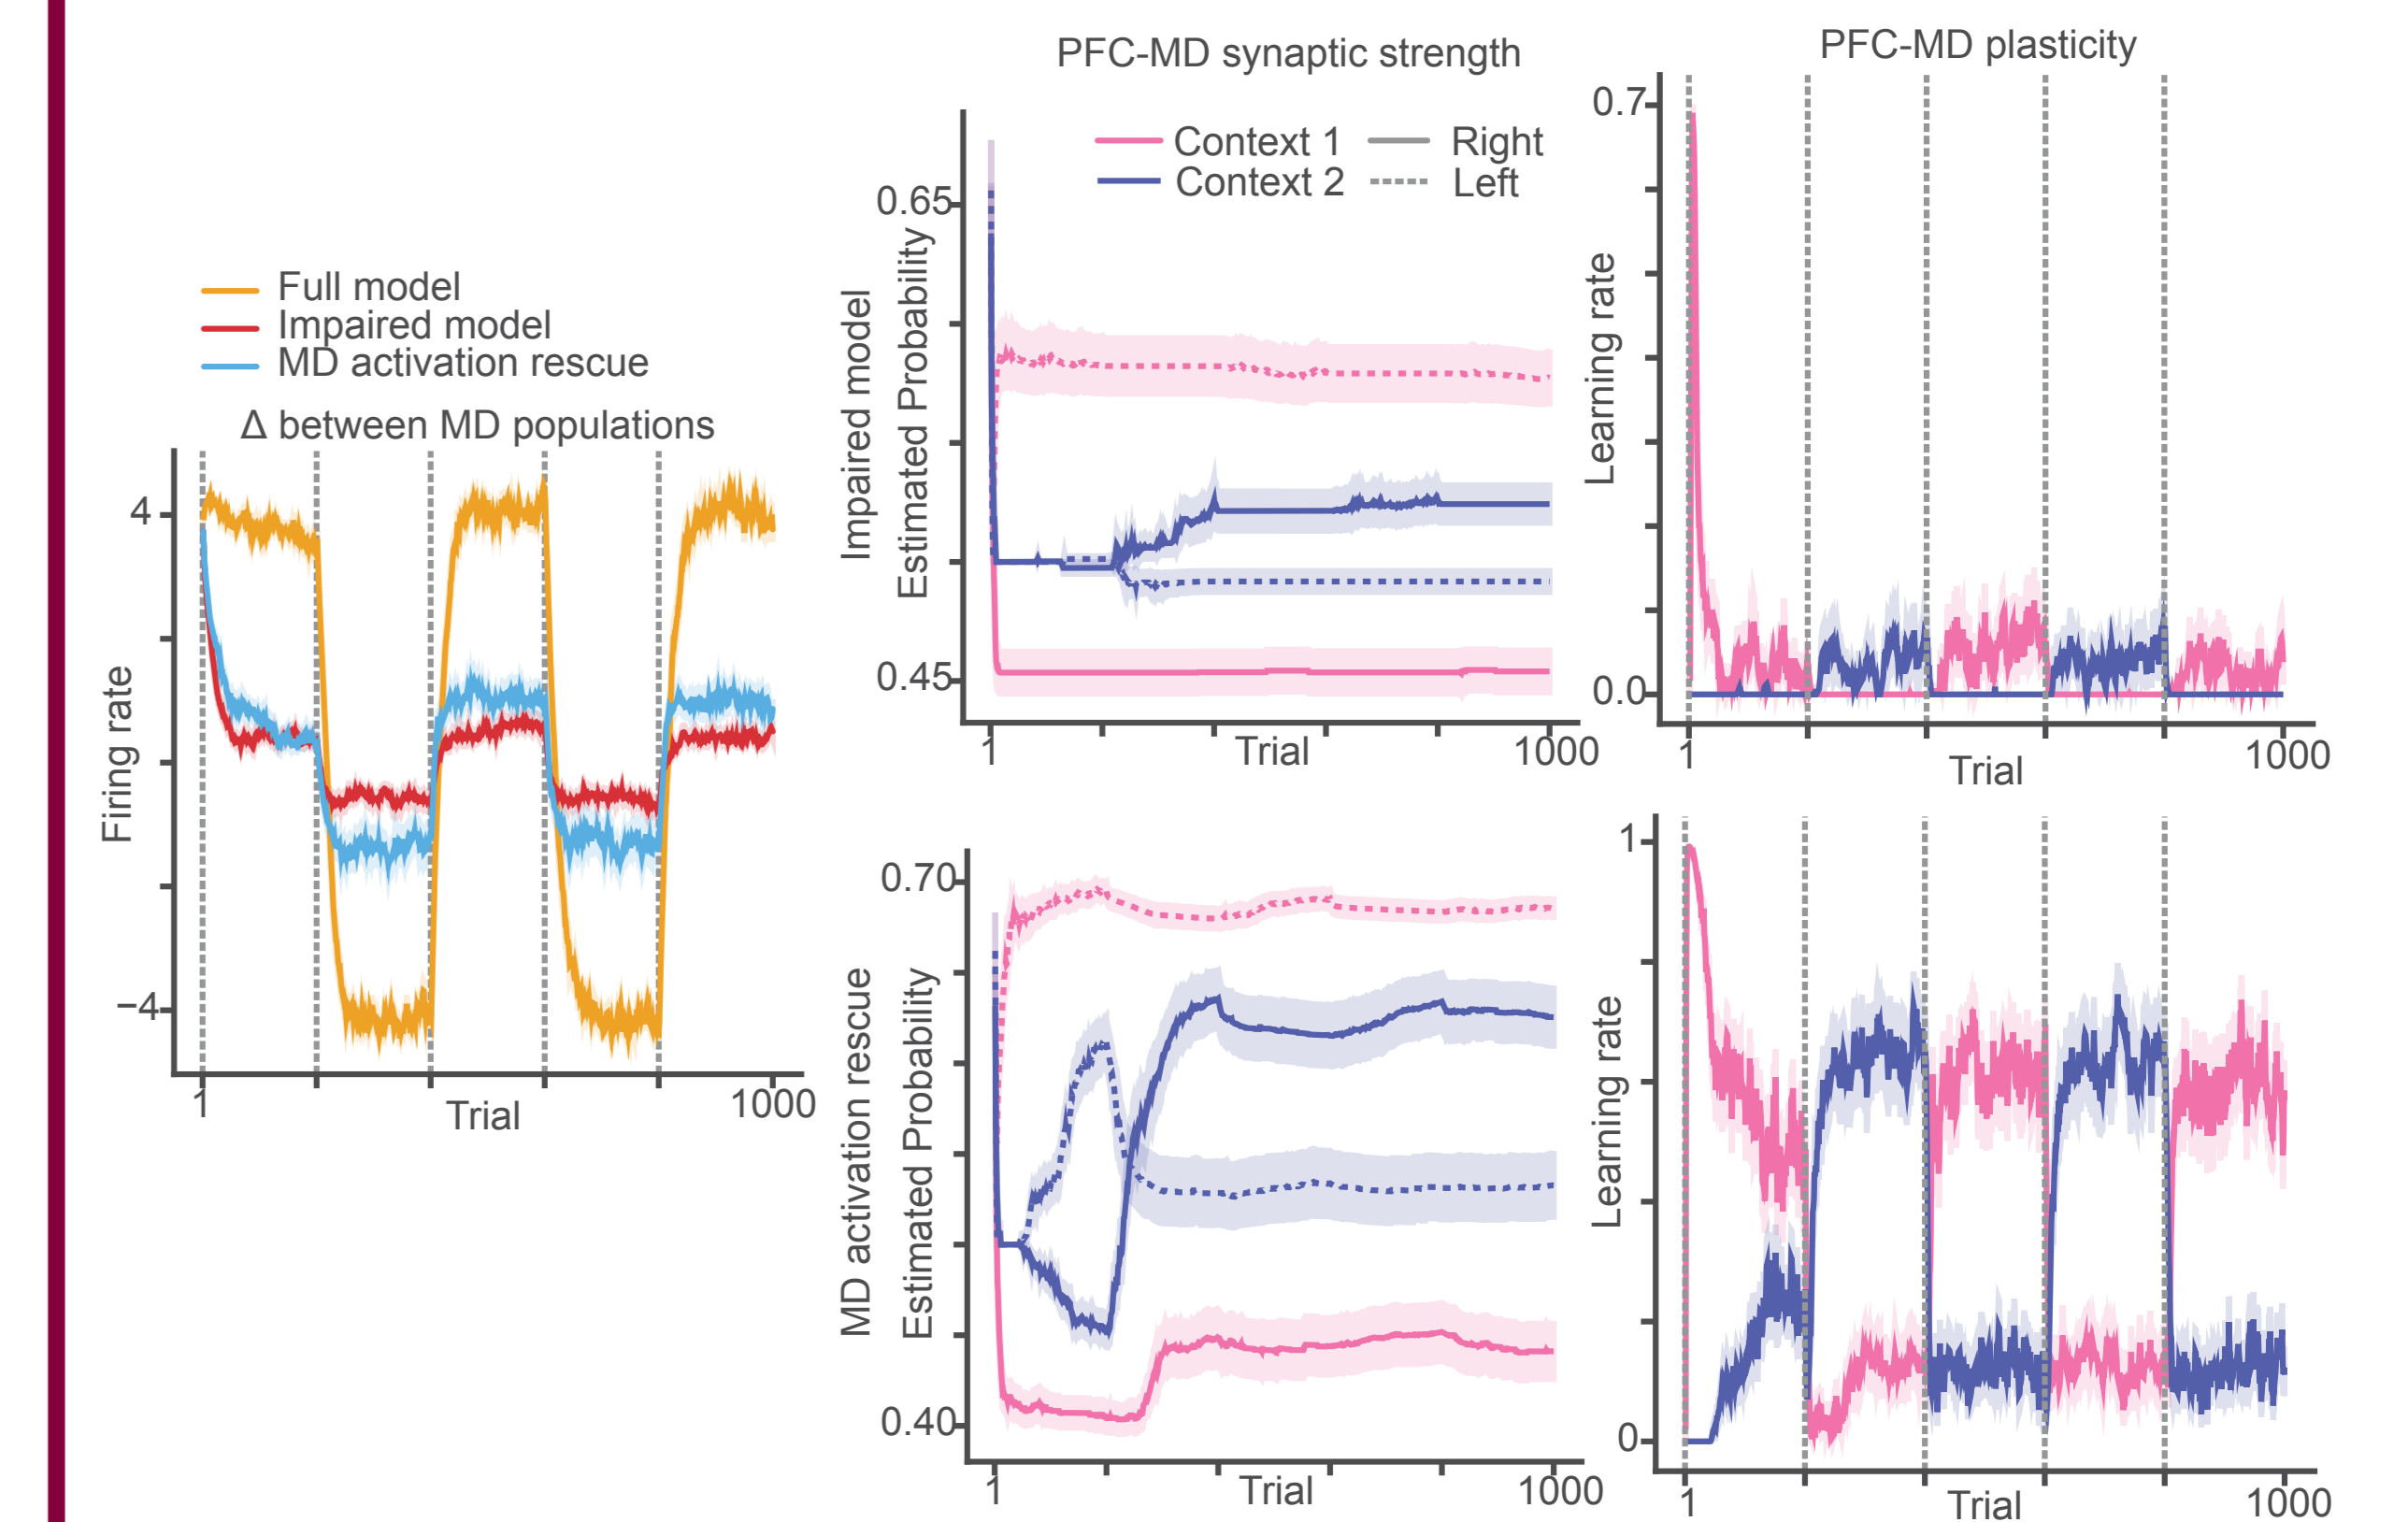 Full model
Impaired model
MD activation rescue
Δ between MD populations
4
−4
Firing rate
1
Trial
1000
PFC-MD synaptic strength
Context 1
Right
Context 2
Left
Impaired model
Estimated Probability
0.65
0.45
1
Trial
1000
PFC-MD plasticity
Learning rate
0.7
0.0
1
Trial
1000
MD activation rescue
Estimated Probability
0.70
0.40
1
Trial
1000
Learning rate
1
0
1
Trial
1000